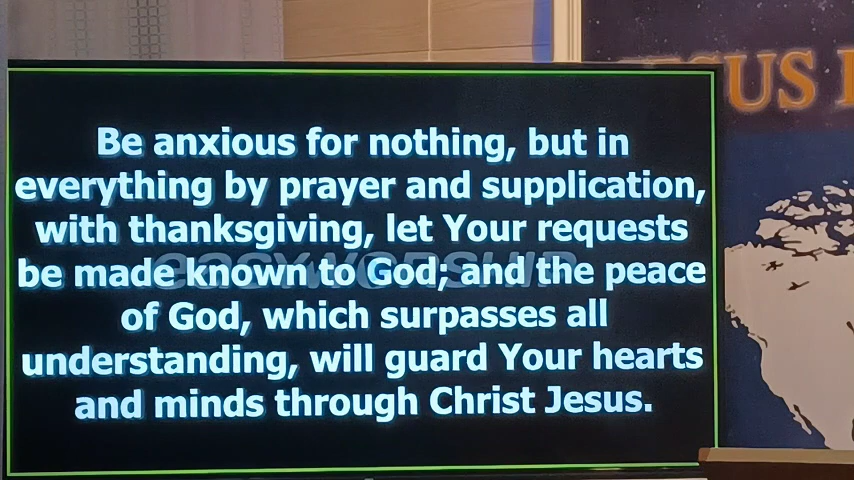 Be anxious for nothing, but in
everything by prayer and supplication,
with thanksgiving, let Your requests
be made known to God; and the peace
of God, which surpasses all
understanding, will guard Your hearts
and minds through Christ Jesus.
easyworship